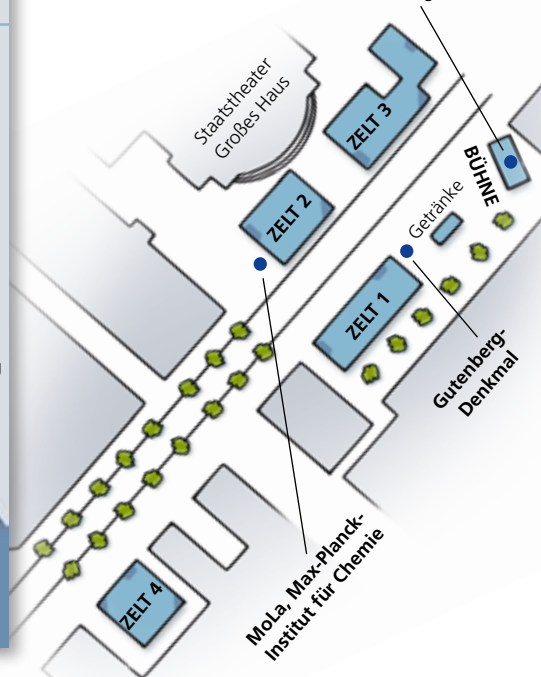 Staatstheater
Großes Haus
ZELT 3
BÜHNE
Getränke
ZELT 2
ZELT 1
Gutenberg-
Denkmal
MoLa, Max-Planck-
Institut für Chemie
ZELT 4